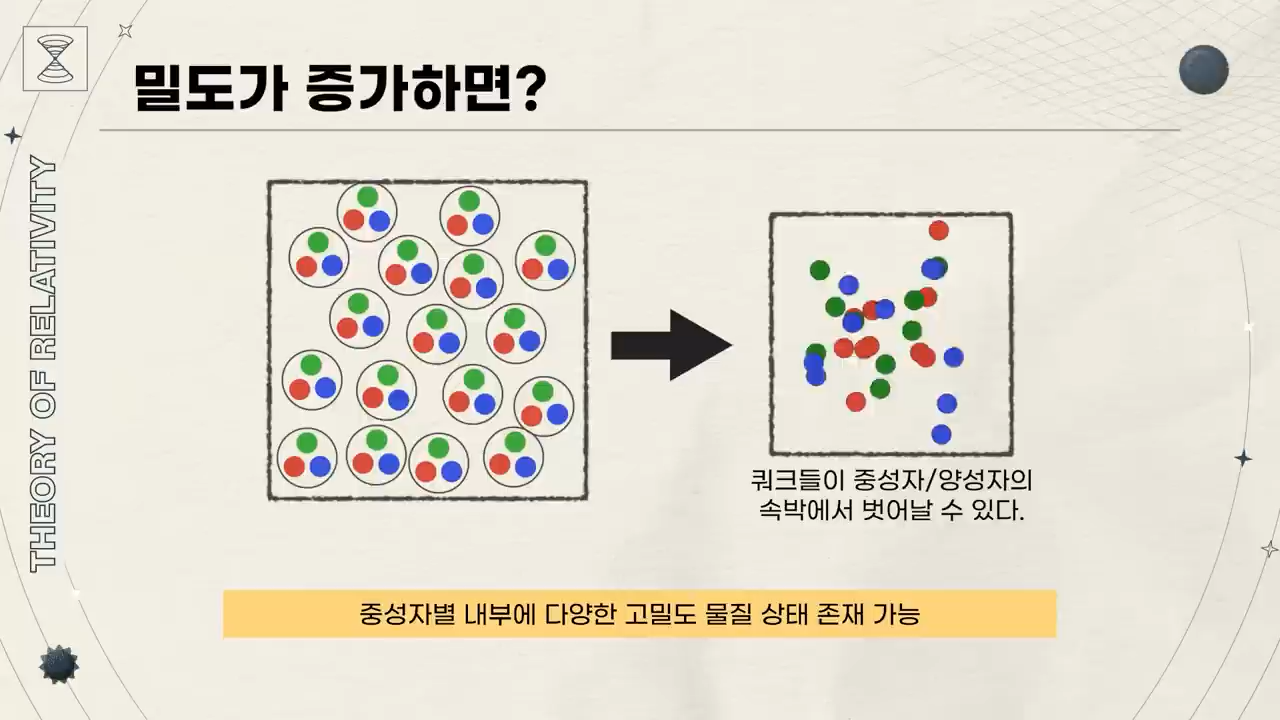 밀도가 증가하면?
THEORY OF RELATIVITY
쿼크들이 중성자/양성자의
속박에서 벗어날 수 있다.
중성자별 내부에 다양한 고밀도 물질 상태 존재 가능